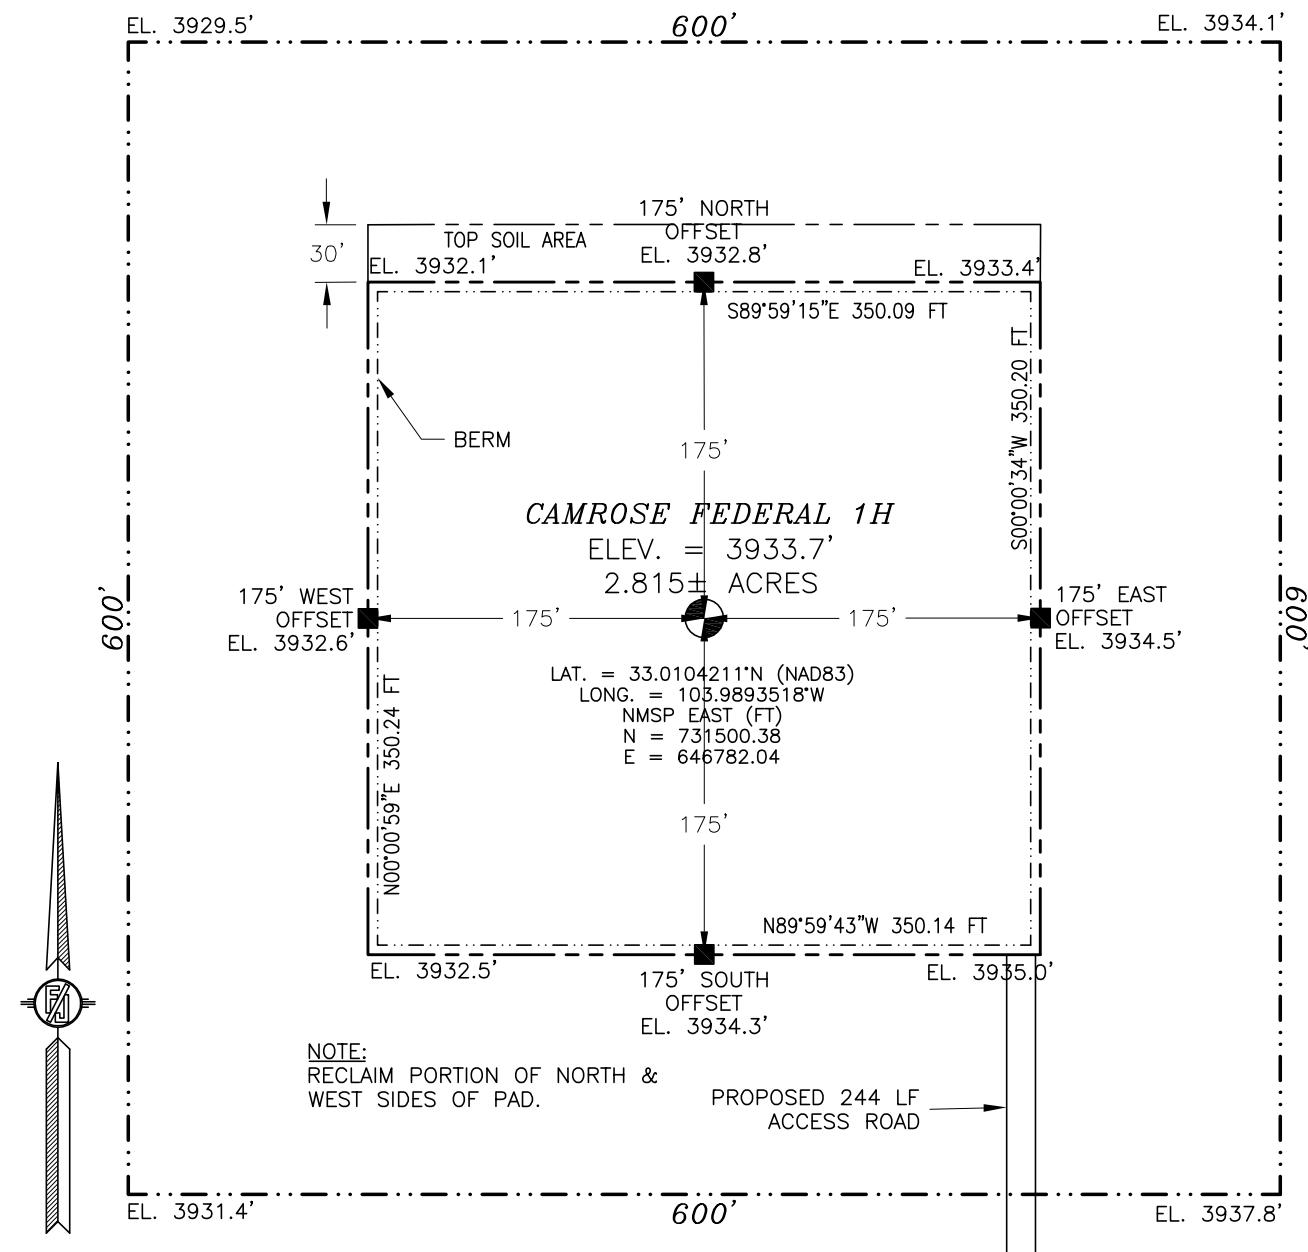 EL. 3929.5'
600'
EL. 3934.1'
175' NORTH
OFFSET
EL. 3932.8'
30'
TOP SOIL AREA
EL. 3932.1'
EL. 3933.4'
S89°59'15"E 350.09 FT
S00°00'34"W 350.20 FT
BERM
175'
CAMROSE FEDERAL 1H
ELEV. = 3933.7'
2.815± ACRES
600'
175' WEST
OFFSET
EL. 3932.6'
175'
175'
175' EAST
OFFSET
EL. 3934.5'
600'
LAT. = 33.0104211°N (NAD83)
LONG. = 103.9893518°W
NMSP EAST (FT)
N = 731500.38
E = 646782.04
N00°00'59"E 350.24 FT
175'
N89°59'43"W 350.14 FT
EL. 3932.5'
175' SOUTH
OFFSET
EL. 3934.3'
EL. 3935.0'
NOTE:
RECLAIM PORTION OF NORTH &
WEST SIDES OF PAD.
PROPOSED 244 LF
ACCESS ROAD
EL. 3931.4'
600'
EL. 3937.8'